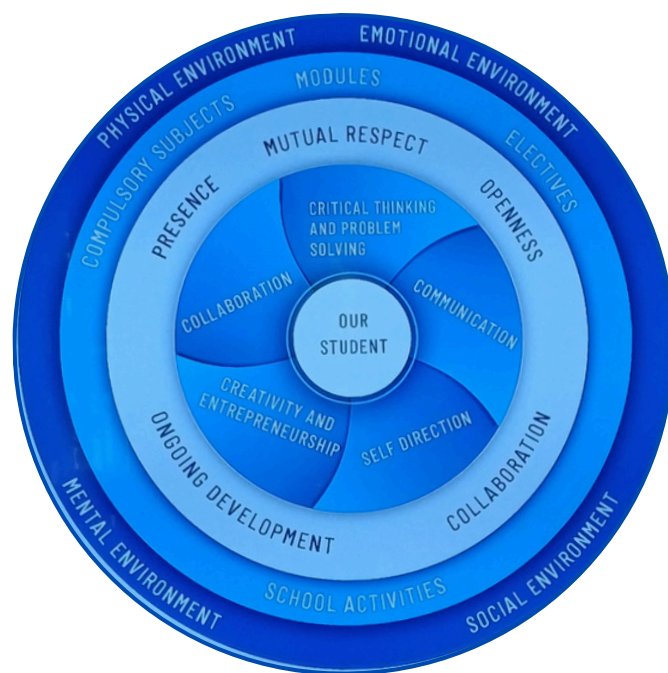 PHYSICAL ENVIRONMENT
EMOTIONAL ENVIRONMENT
MENTAL ENVIRONMENT
SOCIAL ENVIRONMENT
COMPULSORY SUBJECTS
MODULES
ELECTIVES
SCHOOL ACTIVITIES
PRESENCE
MUTUAL RESPECT
OPENNESS
ONGOING DEVELOPMENT
COLLABORATION
COLLABORATION
CRITICAL THINKING
AND PROBLEM
SOLVING
COMMUNICATION
CREATIVITY AND
ENTREPRENEURSHIP
SELF DIRECTION
OUR
STUDENT